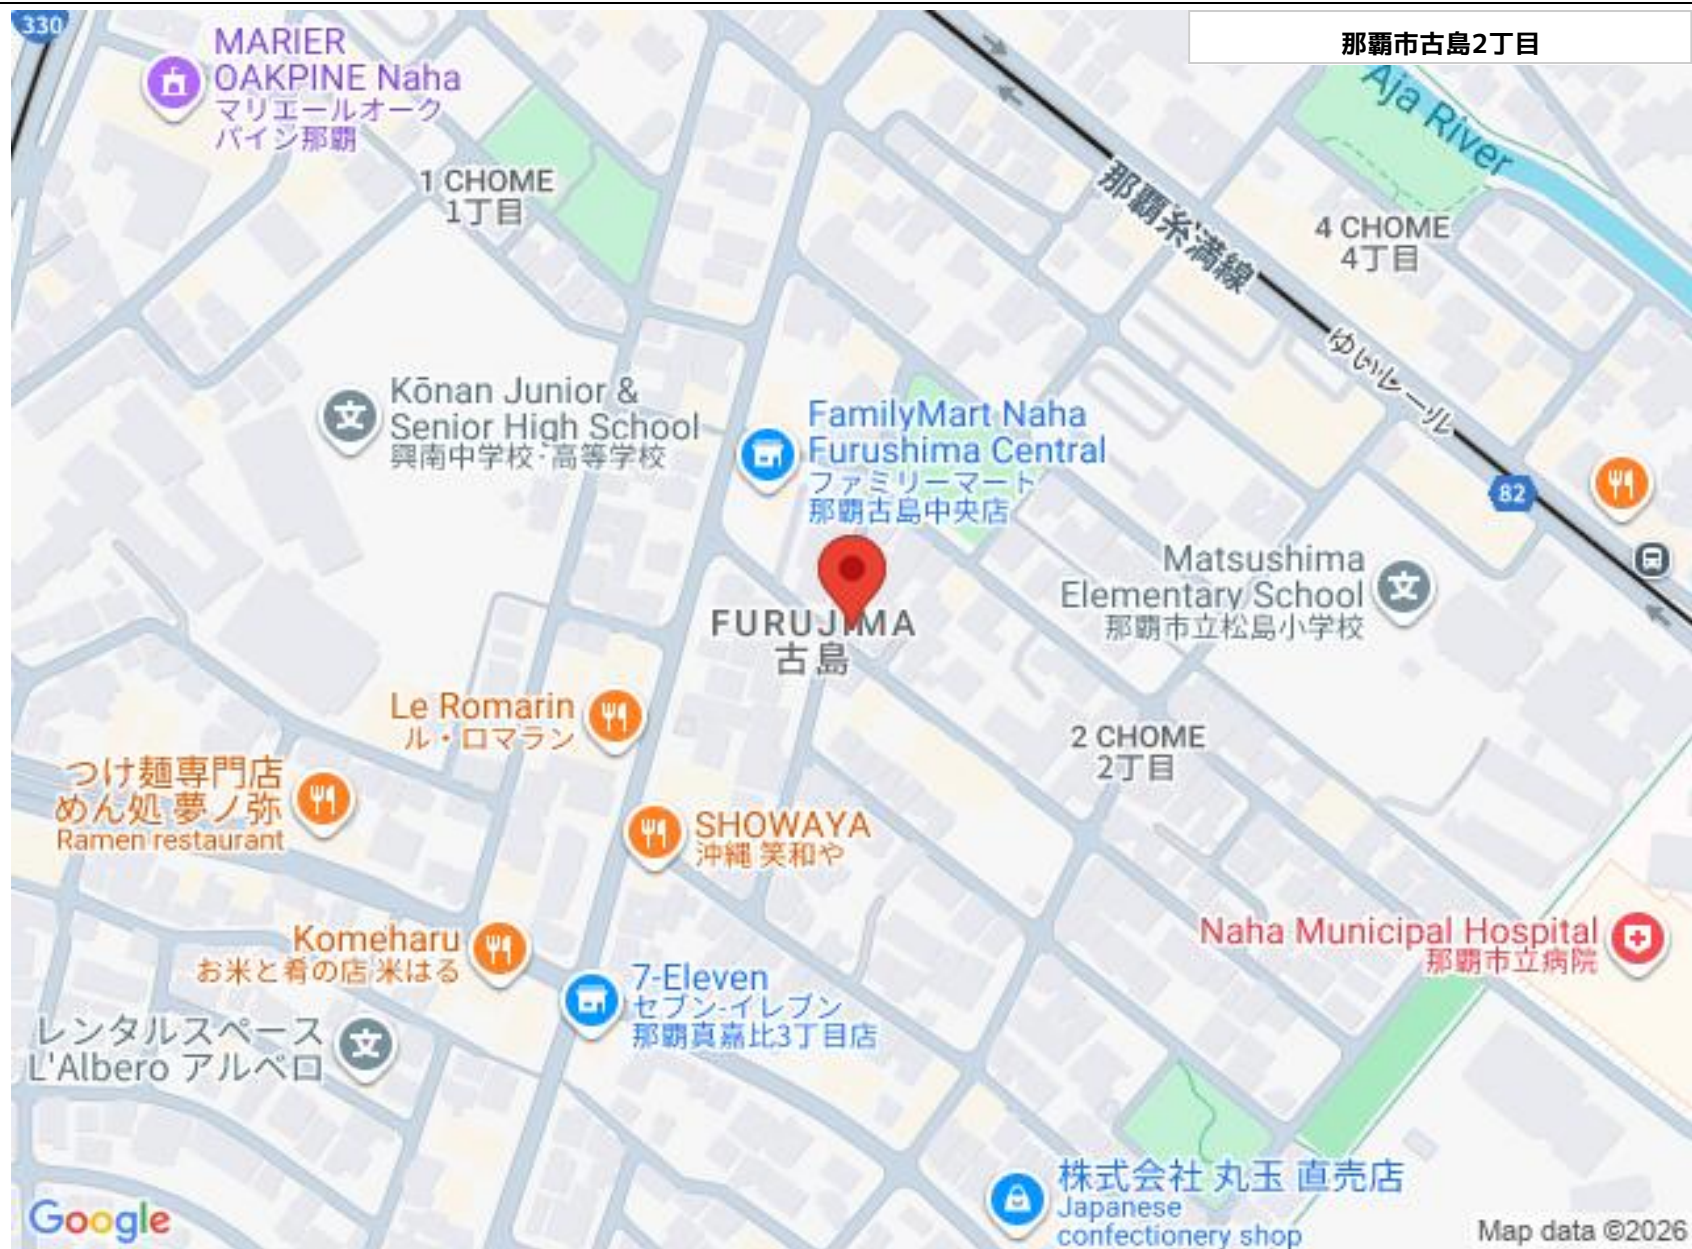 330
那覇市古島2丁目
MARIER
OAKPINE Naha
マリエールオーク
パイン那覇
Aja River
1 CHOME
1丁目
那覇糸満線
4 CHOME
4丁目
ゆいレール
Kōnan Junior &
Senior High School
興南中学校・高等学校
FamilyMart Naha
Furushima Central
ファミリーマート
那覇古島中央店
82
Matsushima
Elementary School
那覇市立松島小学校
FURUJIMA
古島
Le Romarin
ル・ロマラン
2 CHOME
2丁目
つけ麺専門店
めん処 夢ノ弥
Ramen restaurant
SHOWAYA
沖縄 笑和や
Komeharu
お米と肴の店 米はる
Naha Municipal Hospital
那覇市立病院
7-Eleven
セブン-イレブン
那覇真嘉比3丁目店
レンタルスペース
L'Albero アルベロ
株式会社 丸玉 直売店
Japanese
confectionery shop
Google
Map data ©2026